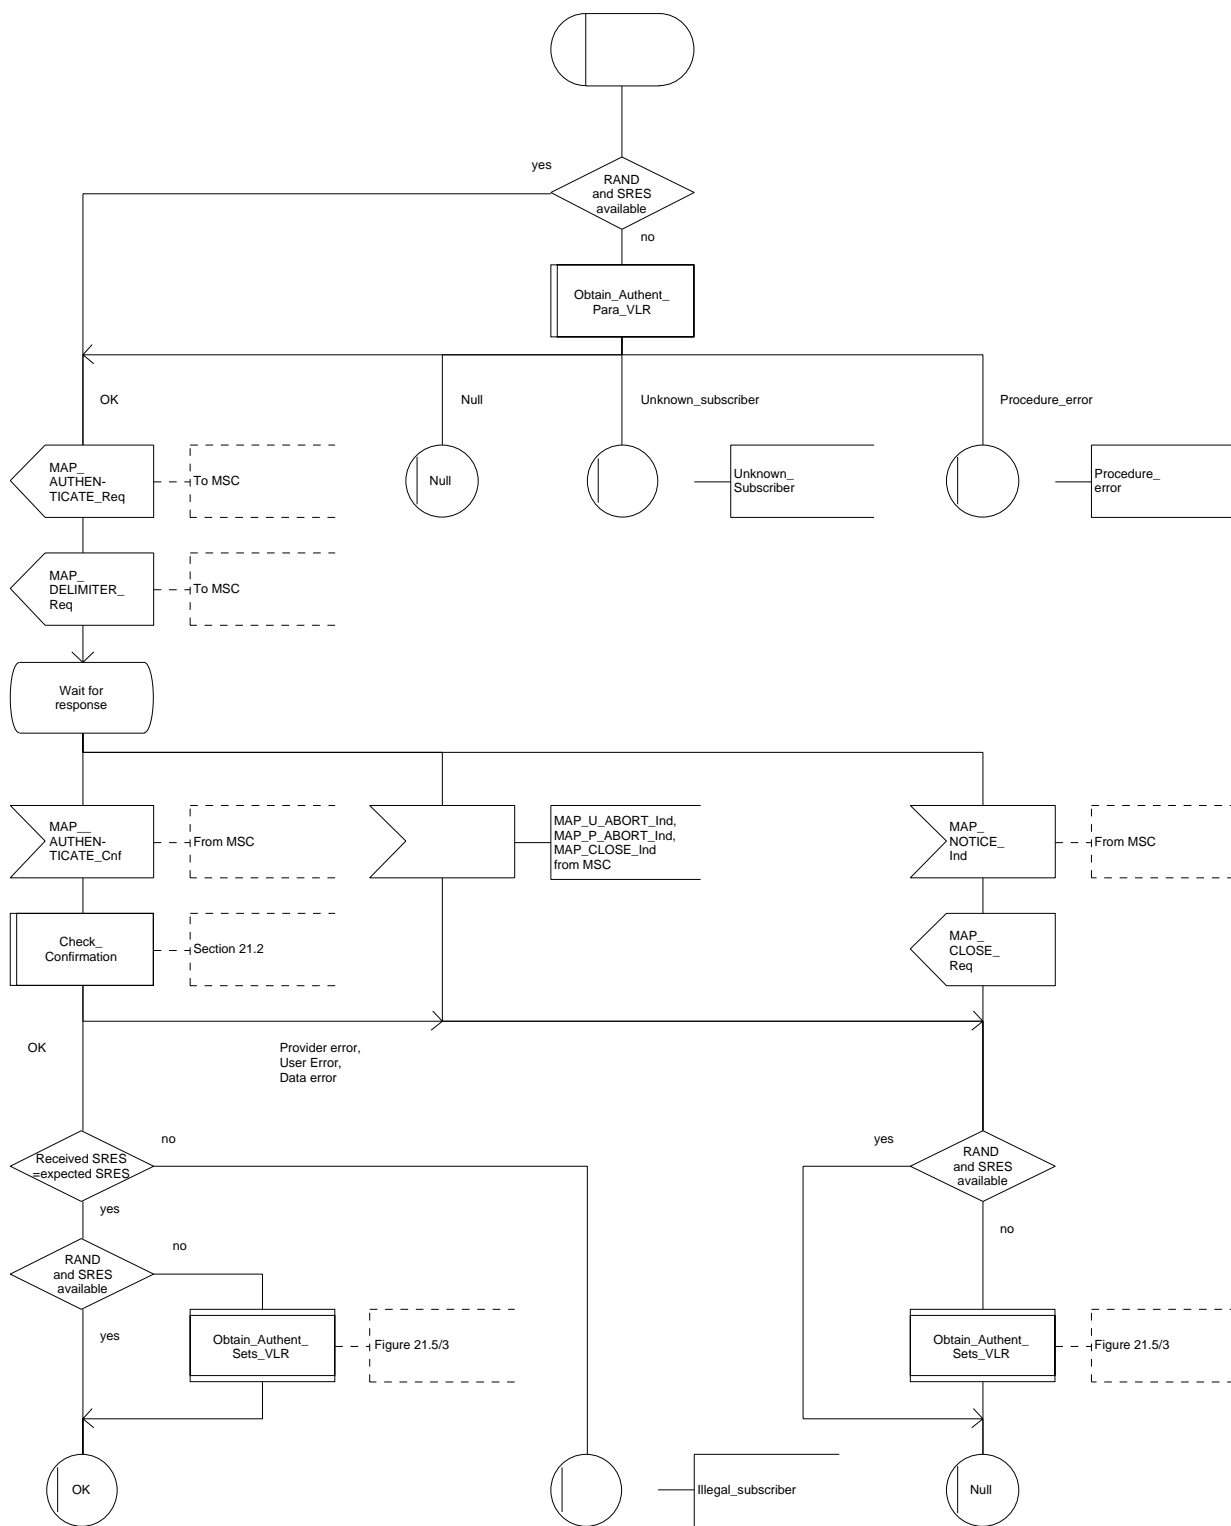 yes
RAND
and SRES
available
no
Obtain_Authent_
Para_VLR
OK
Null
Unknown_subscriber
Procedure_error
MAP_
AUTHEN-
TICATE_Req
To MSC
Null
Unknown_
Subscriber
Procedure_
error
MAP_
DELIMITER_
Req
To MSC
Wait for
response
MAP__
AUTHEN-
TICATE_Cnf
From MSC
MAP_U_ABORT_Ind,
MAP_P_ABORT_Ind,
MAP_CLOSE_Ind
from MSC
MAP_
NOTICE_
Ind
From MSC
Check_
Confirmation
Section 21.2
MAP_
CLOSE_
Req
OK
Provider error,
User Error,
Data error
Received SRES
=expected SRES
no
yes
yes
RAND
and SRES
available
no
RAND
and SRES
available
no
yes
Obtain_Authent_
Sets_VLR
Figure 21.5/3
Obtain_Authent_
Sets_VLR
Figure 21.5/3
OK
Illegal_subscriber
Null